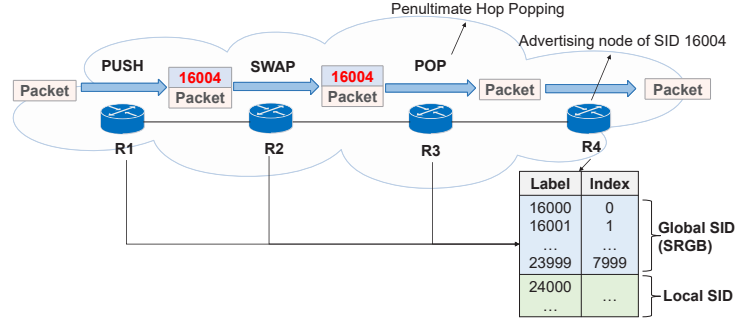 Penultimate Hop Popping
Advertising node of SID 16004
PUSH
SWAP
POP
Packet
16004
Packet
16004
Packet
Packet
Packet
R1
R2
R3
R4
Label Index
16000 0
16001 1
... ...
23999 7999
Global SID
(SRGB)
24000
...
...
Local SID